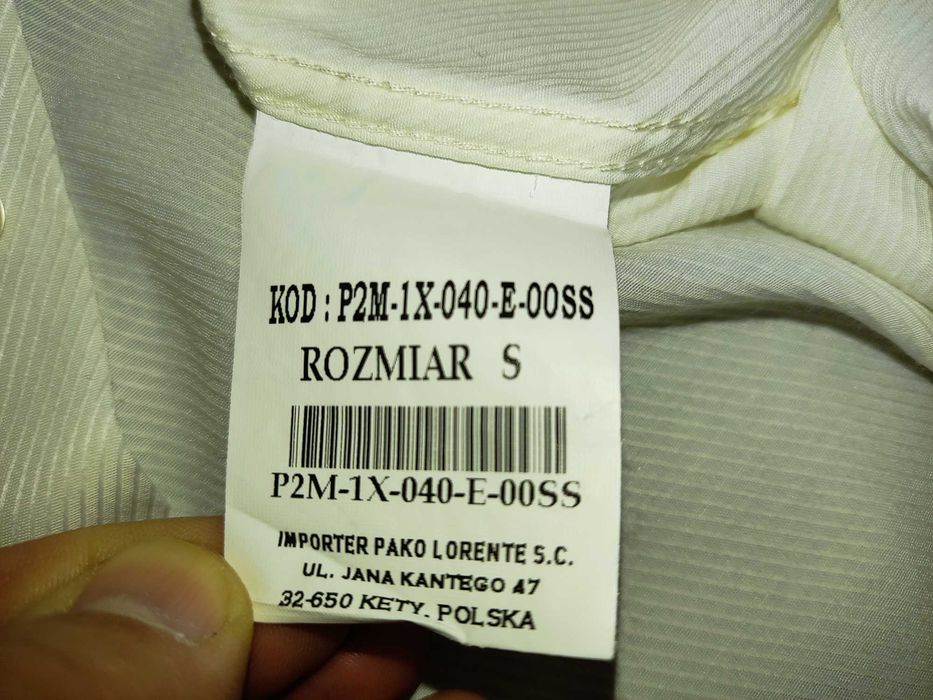 KOD : P2M-1X-040-E-00SS
ROZMIAR S
P2M-1X-040-E-00SS
IMPORTER PAKO LORENTE S.C.
UL. JANA KANTEGO 47
32-650 KETY. POLSKA